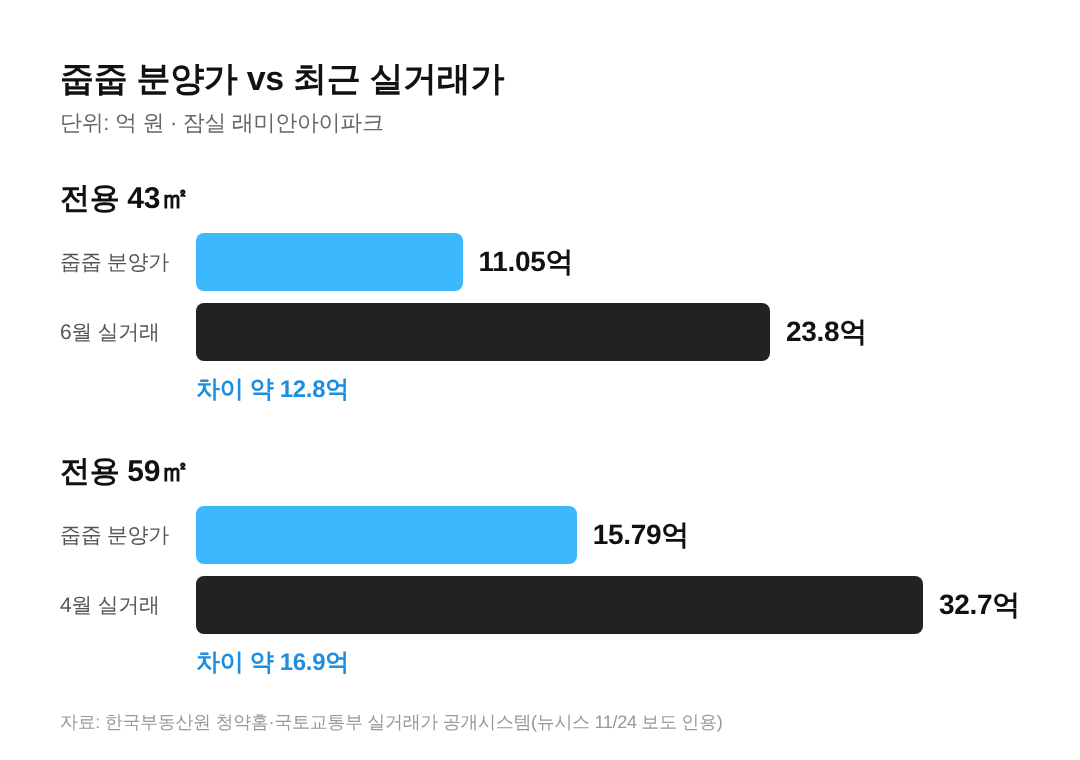 줍줍 분양가 vs 최근 실거래가
단위: 억 원 · 잠실 래미안아이파크
전용 43㎡
줍줍 분양가 11.05억
6월 실거래 23.8억
차이 약 12.8억
전용 59㎡
줍줍 분양가 15.79억
4월 실거래 32.7억
차이 약 16.9억
자료: 한국부동산원 청약홈·국토교통부 실거래가 공개시스템(뉴시스 11/24 보도 인용)